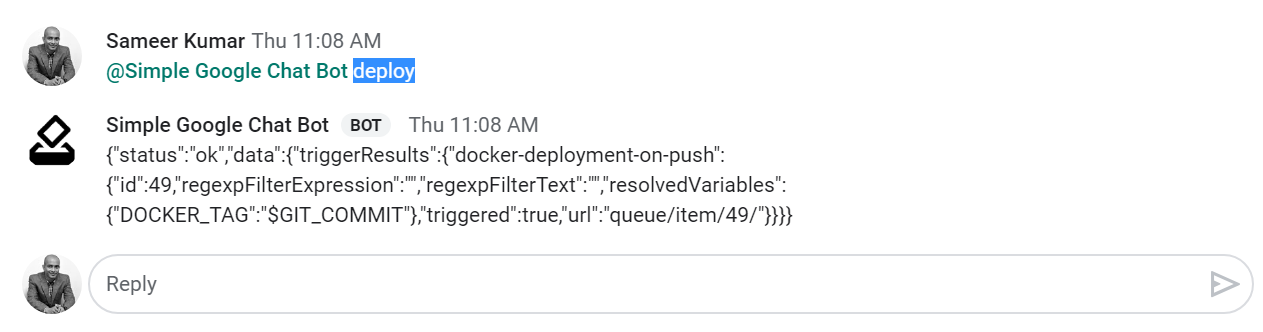 Sameer Kumar Thu 11:08 AM
@Simple Google Chat Bot deploy
Simple Google Chat Bot BOT Thu 11:08 AM
{"status":"ok","data":{"triggerResults":{"docker-deployment-on-push":
{"id":49,"regexpFilterExpression":"","regexpFilterText":"","resolvedVariables":
{"DOCKER_TAG":"$GIT_COMMIT"},"triggered":true,"url":"queue/item/49/"}}}}
Reply